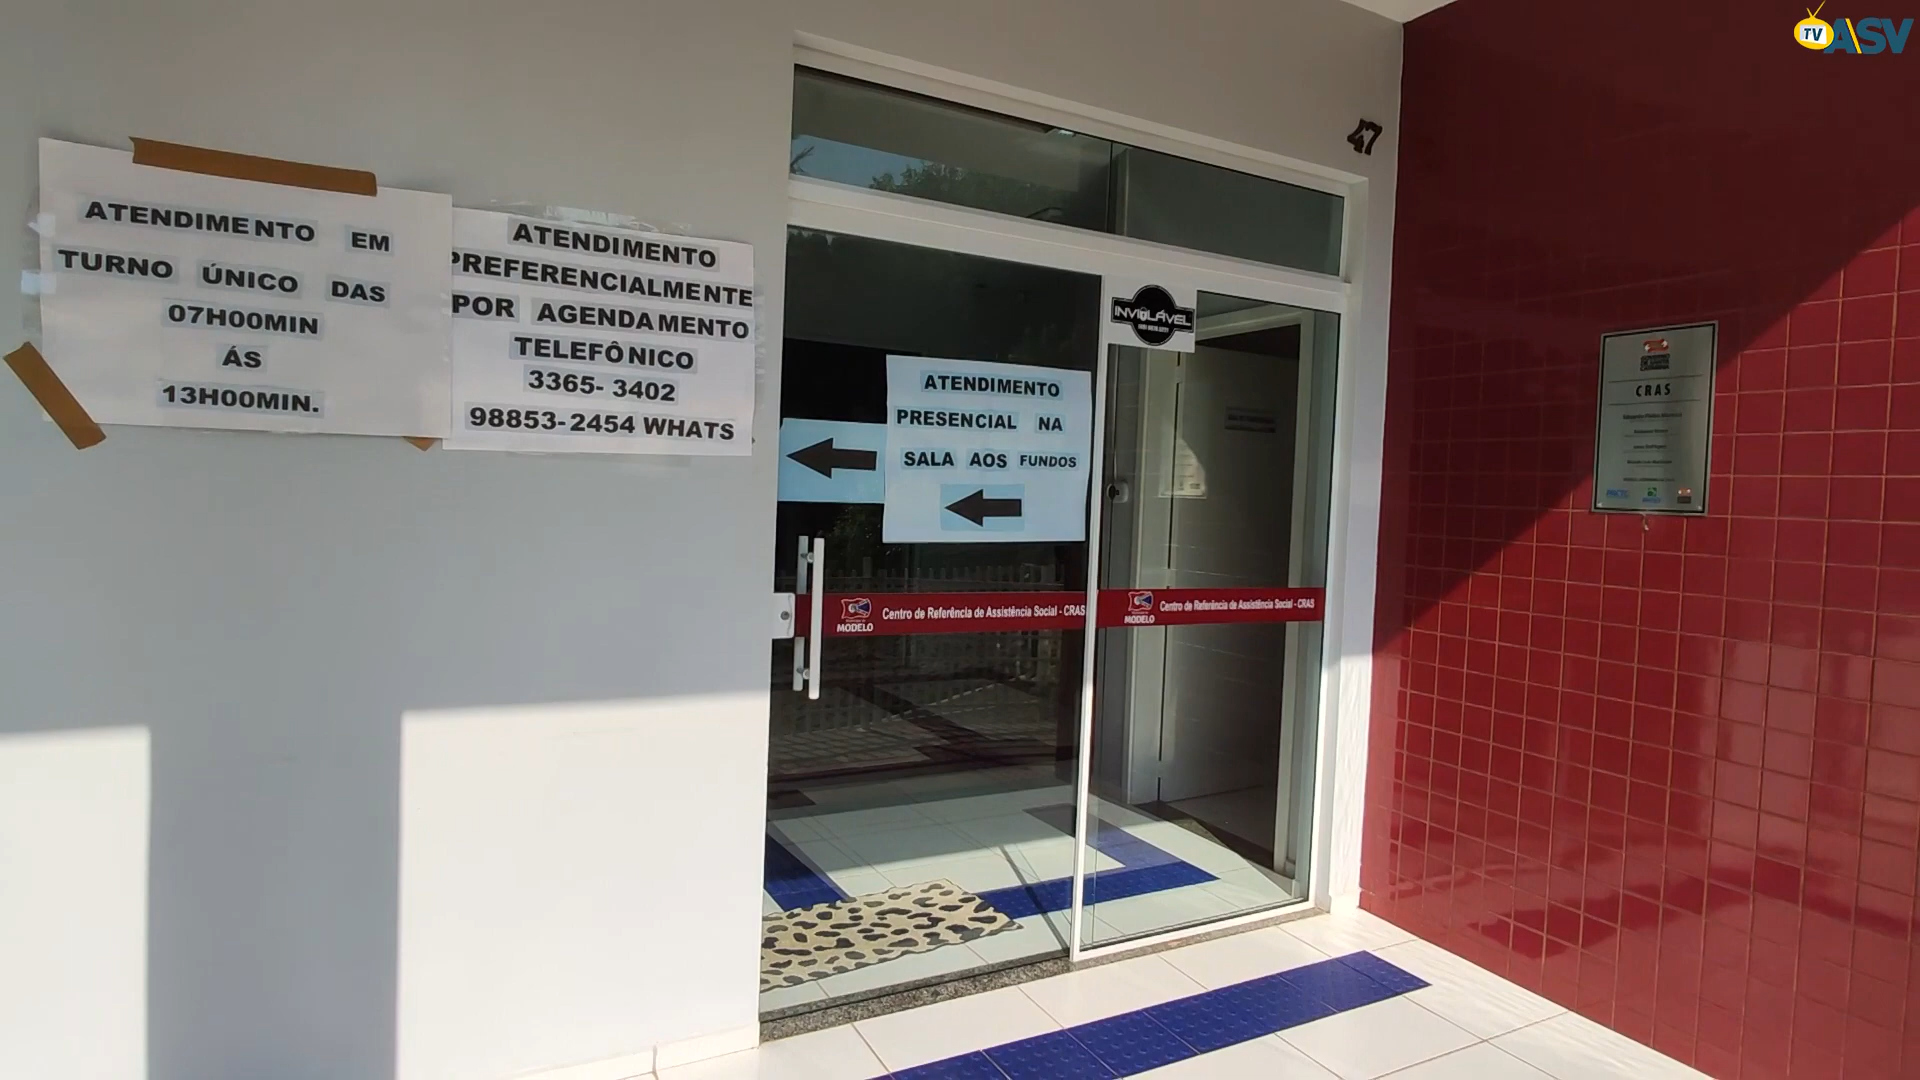 TV ASV
47
ATENDIMENTO EM
TURNO ÚNICO DAS
07H00MIN
ÁS
13H00MIN.
ATENDIMENTO
PREFERENCIALMENTE
POR AGENDAMENTO
TELEFÔNICO
3365-3402
98853-2454 WHATS
INVIOLÁVEL
ATENDIMENTO
PRESENCIAL NA
SALA AOS FUNDOS
MODELO
Centro de Referência de Assistência Social - CRAS
MODELO
Centro de Referência de Assistência Social - CRAS
CRAS